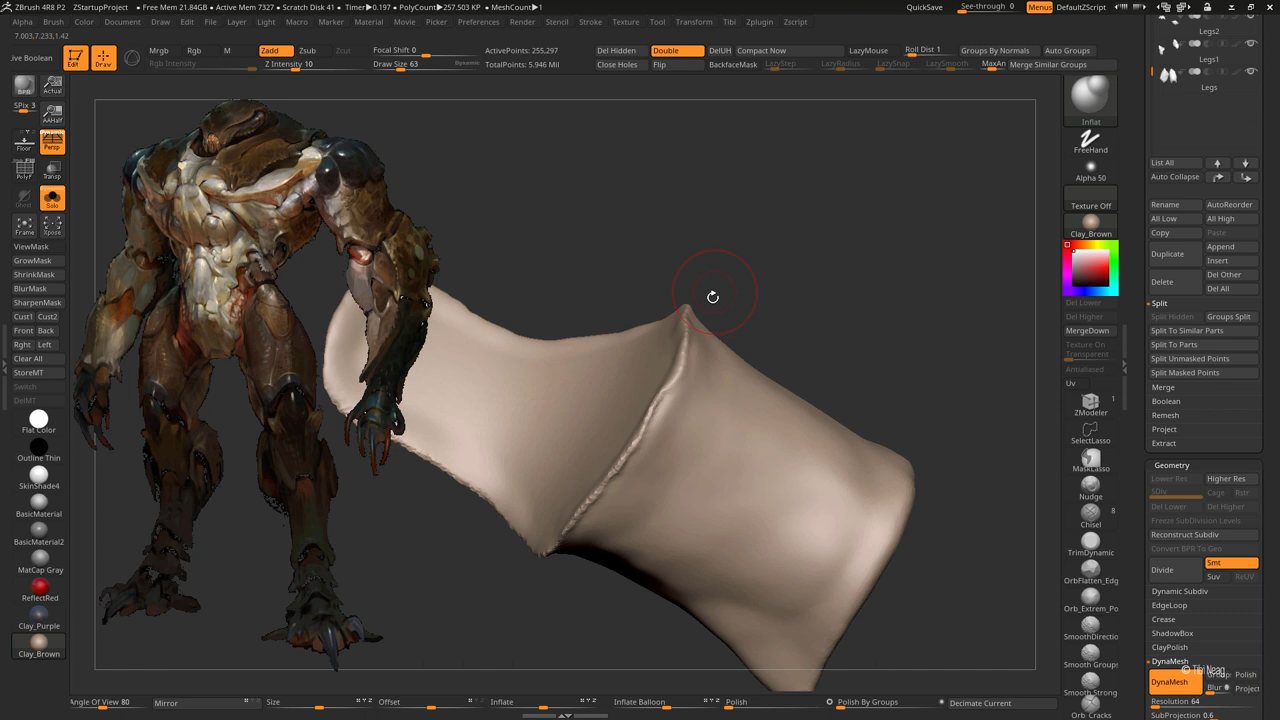 ZBrush 4R8 P2 ZStartupProject • Free Mem 21.84GB • Active Mem 7327 • Scratch Disk 41 • Timer▶0.197 • PolyCount▶257.503 KP • MeshCount▶1 QuickSave See-through 0 Menus DefaultZScript
Alpha Brush Color Document Draw Edit File Layer Light Macro Marker Material Movie Picker Preferences Render Stencil Stroke Texture Tool Transform Tibi Zplugin Zscript
7.003,7.233,1.42
ive Boolean Edit Draw Mrgb Rgb M Zadd Zsub Zcut Focal Shift 0 ActivePoints: 255,297 Del Hidden Double DelUH Compact Now LazyMouse Roll Dist 1 Groups By Normals Auto Groups
Rgb Intensity Z Intensity 10 Draw Size 63 Dynamic TotalPoints: 5.946 Mil Close Holes Flip BackfaceMask LazyStep LazyRadius LazySnap LazySmooth MaxAn Merge Similar Groups
BPR Actual
SPix 3 AAHalf
Floor Persp
PolyF Transp
Ghost Solo
Frame Xpose
ViewMask
GrowMask
ShrinkMask
BlurMask
SharpenMask
Cust1 Cust2
Front Back
Rght Left
Clear All
StoreMT
Switch
DelMT
Flat Color
Outline Thin
SkinShade4
BasicMaterial
BasicMaterial2
MatCap Gray
ReflectRed
Clay_Purple
Clay_Brown
Inflat
FreeHand
Alpha 50
Texture Off
Clay_Brown
Del Lower
Del Higher
MergeDown
Texture On
Transparent
Antialiased
Uv
1
ZModeler
SelectLasso
MaskLasso
Nudge
8
Chisel
TrimDynamic
OrbFlatten_Edg
Orb_Extrem_Po
SmoothDirectio
Smooth Groups
Smooth Strong
Orb_Cracks
Legs2
Legs1
Legs
List All
Auto Collapse
Rename AutoReorder
All Low All High
Copy Paste
Duplicate Append
Insert
Delete Del Other
Del All
Split
Split Hidden Groups Split
Split To Similar Parts
Split To Parts
Split Unmasked Points
Split Masked Points
Merge
Boolean
Remesh
Project
Extract
Geometry
Lower Res Higher Res
SDiv Cage Rstr
Del Lower Del Higher
Freeze SubDivision Levels
Reconstruct Subdiv
Convert BPR To Geo
Divide Smt
Suv ReUV
Dynamic Subdiv
EdgeLoop
Crease
ShadowBox
ClayPolish
DynaMesh
© Tibi Neag
DynaMesh Group Polish
Blur Project
Resolution 64
SubProjection 0.6
Angle Of View 80 Mirror Size Offset Inflate Inflate Balloon Polish Polish By Groups Decimate Current